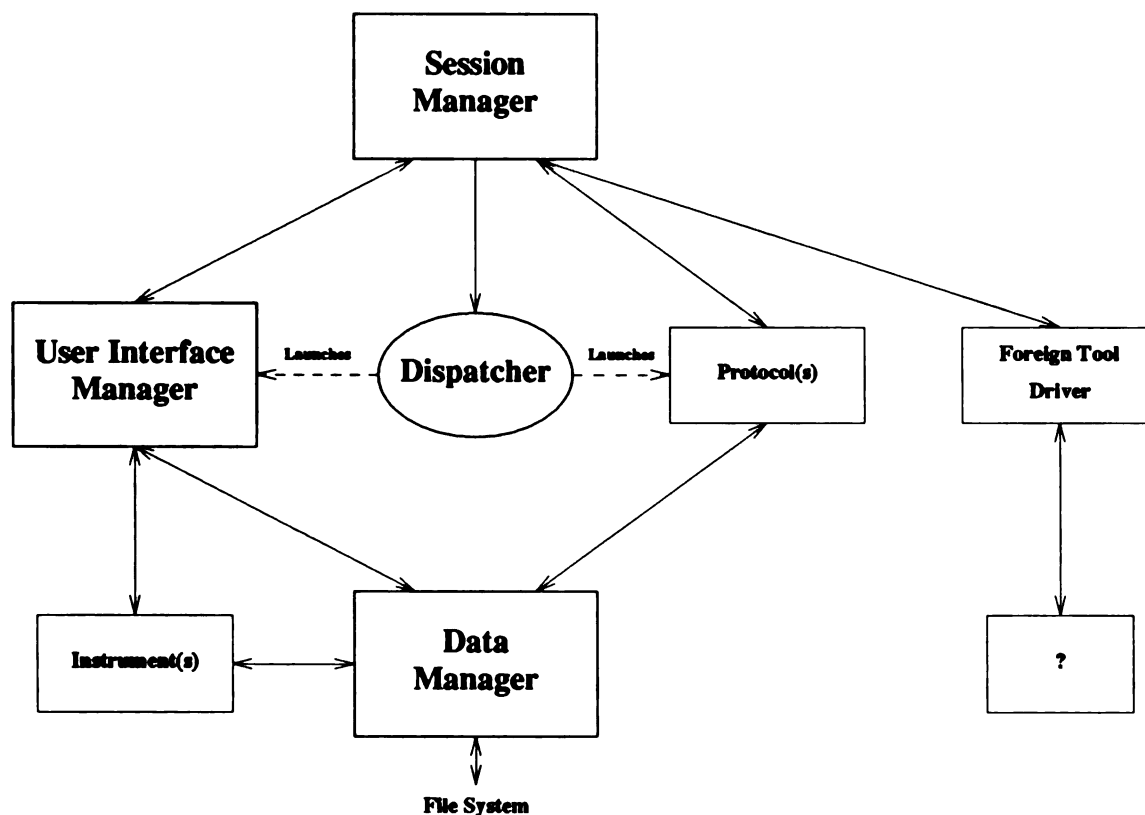 Session
Manager
User Interface
Manager
Launches
Dispatcher
Launches
Protocol(s)
Foreign Tool
Driver
Instrument(s)
Data
Manager
?
File System